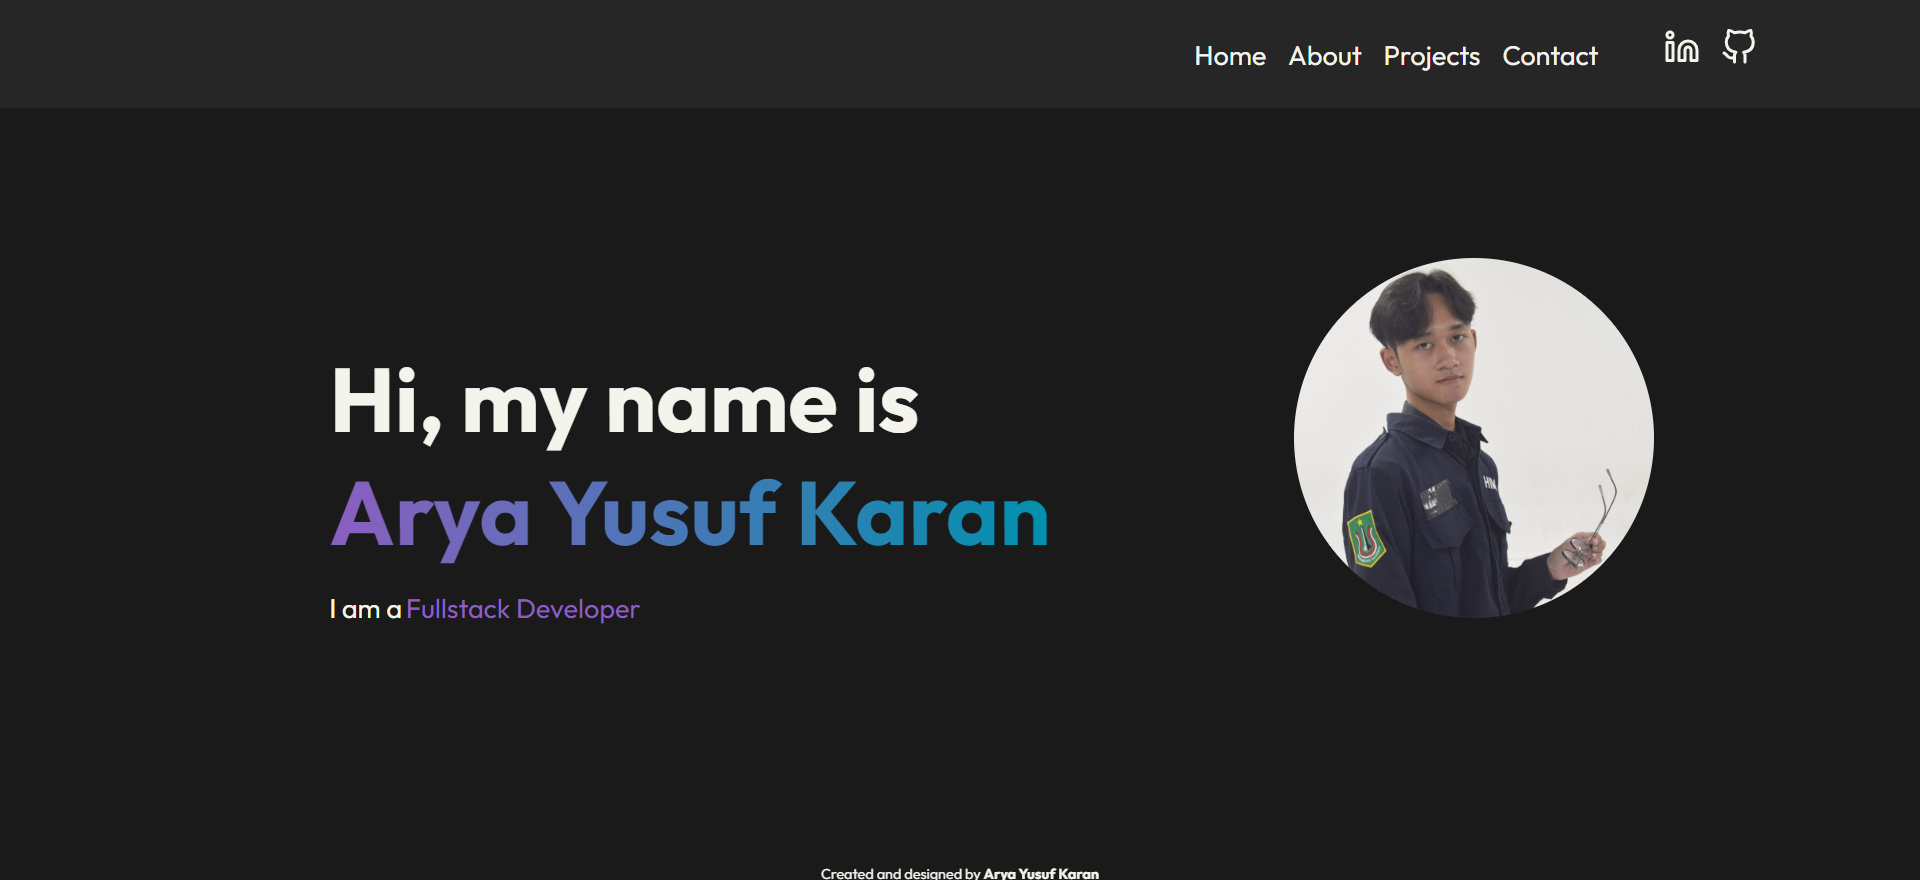 Home About Projects Contact
Hi, my name is
Arya Yusuf Karan
I am a Fullstack Developer
Created and designed by Arya Yusuf Karan